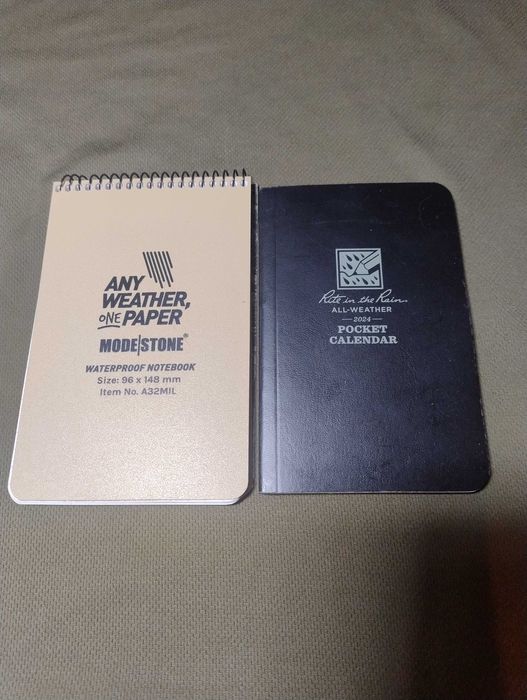 ANY
WEATHER,
ONE PAPER
MODE|STONE®
WATERPROOF NOTEBOOK
Size: 96 x 148 mm
Item No. A32MIL
Rite in the Rain
ALL-WEATHER
2024
POCKET
CALENDAR